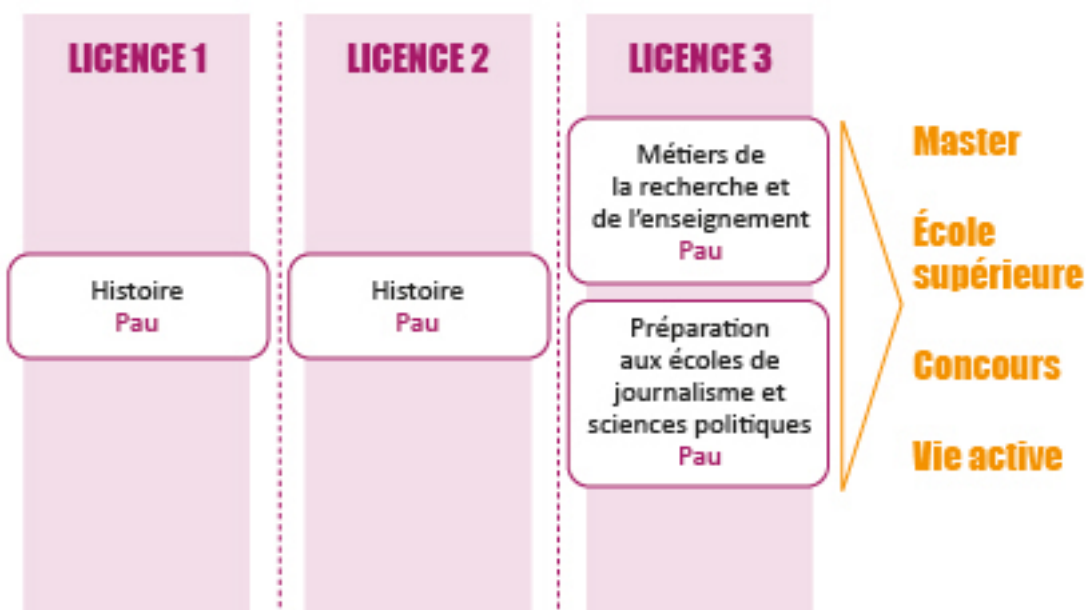 LICENCE 1
Histoire
Pau
LICENCE 2
Histoire
Pau
LICENCE 3
Métiers de
la recherche et
de l'enseignement
Pau
Préparation
aux écoles de
journalisme et
sciences politiques
Pau
Master
École
supérieure
Concours
Vie active